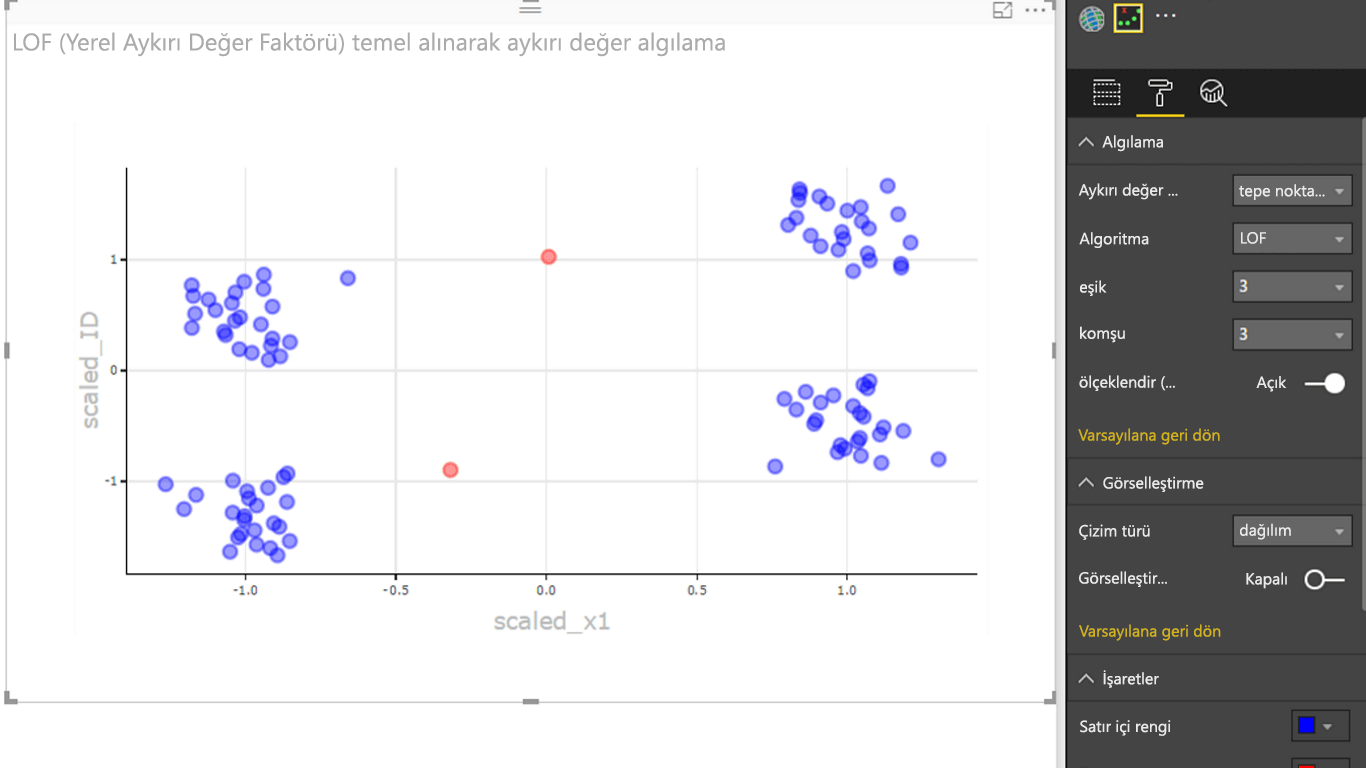 LOF (Yerel Aykırı Değer Faktörü) temel alınarak aykırı değer algılama
scaled_ID
1
0
-1
-1.0 -0.5 0.0 0.5 1.0
scaled_x1
Algılama
Aykırı değer ... tepe nokta...
Algoritma LOF
eşik 3
komşu 3
ölçeklendir (... Açık
Varsayılana geri dön
Görselleştirme
Çizim türü dağılım
Görselleştir... Kapalı
Varsayılana geri dön
İşaretler
Satır içi rengi